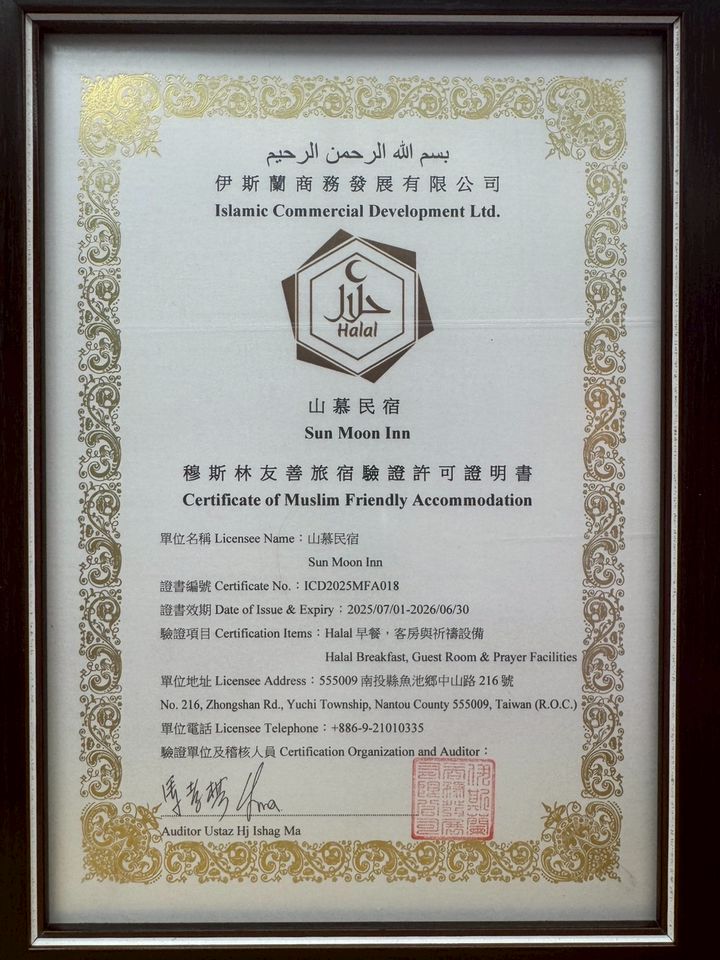 بسم الله الرحمن الرحيم
伊斯蘭商務發展有限公司
Islamic Commercial Development Ltd.
حلال
Halal
山慕民宿
Sun Moon Inn
穆斯林友善旅宿驗證許可證明書
Certificate of Muslim Friendly Accommodation
單位名稱 Licensee Name：山慕民宿
Sun Moon Inn
證書編號 Certificate No.：ICD2025MFA018
證書效期 Date of Issue & Expiry：2025/07/01-2026/06/30
驗證項目 Certification Items：Halal 早餐，客房與祈禱設備
Halal Breakfast, Guest Room & Prayer Facilities
單位地址 Licensee Address：555009 南投縣魚池鄉中山路 216 號
No. 216, Zhongshan Rd., Yuchi Township, Nantou County 555009, Taiwan (R.O.C.)
單位電話 Licensee Telephone：+886-9-21010335
驗證單位及稽核人員 Certification Organization and Auditor：
Auditor Ustaz Hj Ishag Ma